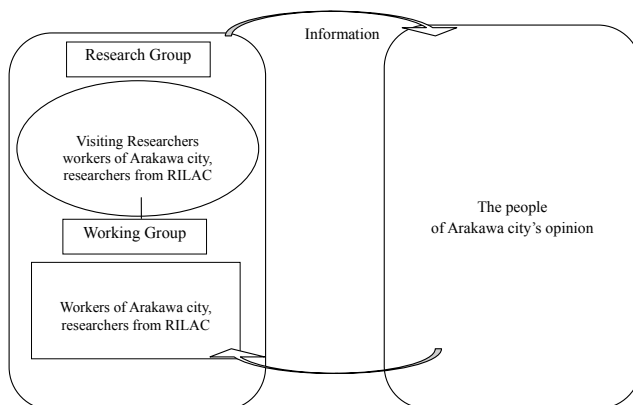 Research Group
Visiting Researchers
workers of Arakawa city,
researchers from RILAC
Working Group
Workers of Arakawa city,
researchers from RILAC
Information
The people
of Arakawa city's opinion